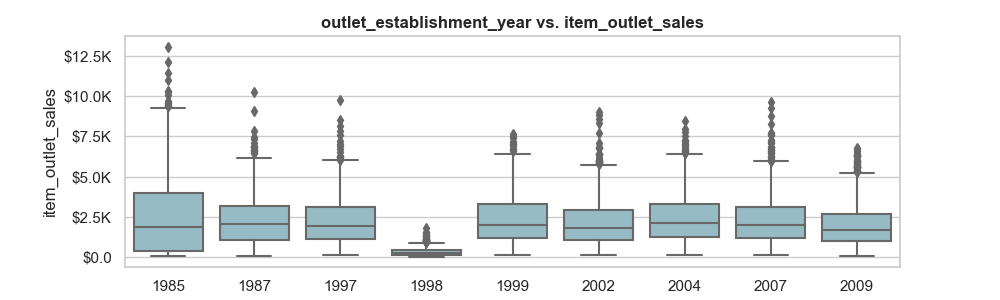 outlet_establishment_year vs. item_outlet_sales
item_outlet_sales
$12.5K
$10.0K
$7.5K
$5.0K
$2.5K
$0.0
1985 1987 1997 1998 1999 2002 2004 2007 2009